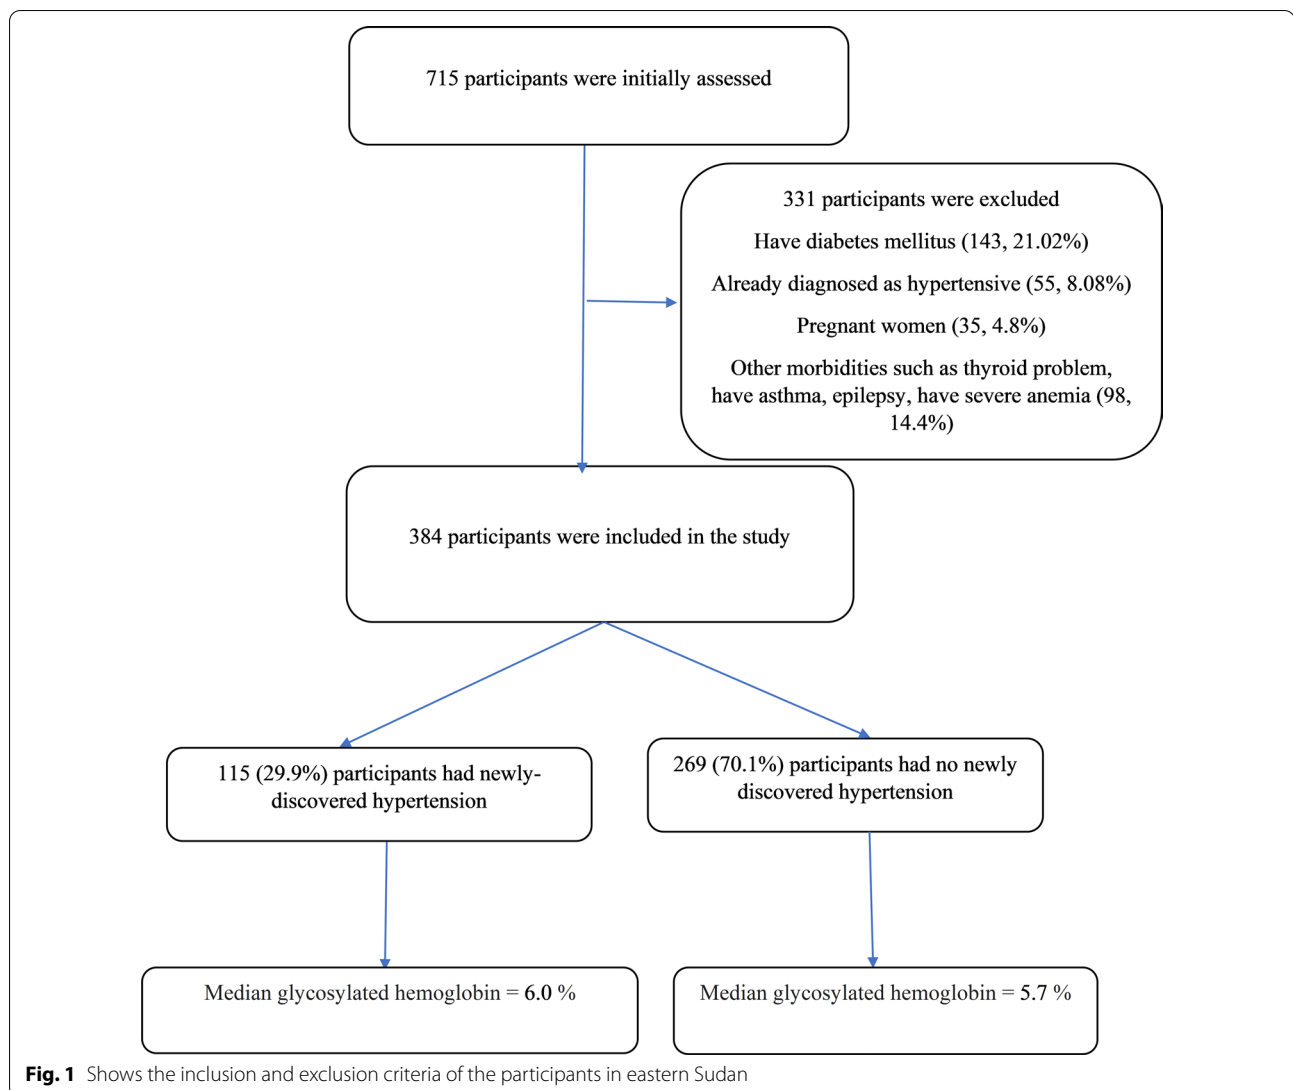 715 participants were initially assessed
331 participants were excluded
Have diabetes mellitus (143, 21.02%)
Already diagnosed as hypertensive (55, 8.08%)
Pregnant women (35, 4.8%)
Other morbidities such as thyroid problem,
have asthma, epilepsy, have severe anemia (98,
14.4%)
384 participants were included in the study
115 (29.9%) participants had newly-
discovered hypertension
269 (70.1%) participants had no newly
discovered hypertension
Median glycosylated hemoglobin = 6.0 %
Median glycosylated hemoglobin = 5.7 %
Fig. 1 Shows the inclusion and exclusion criteria of the participants in eastern Sudan